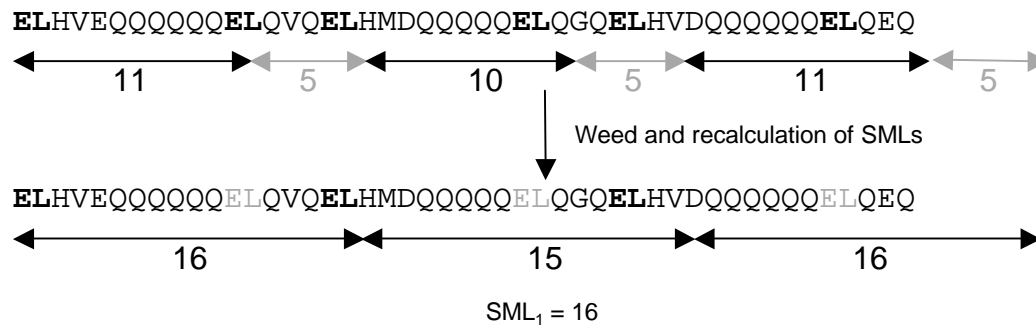 ELHVEQQQQQQELQVQELHMDQQQQQELQGQELHVDQQQQQQELQEQ
11 5 10 5 11 5
Weed and recalculation of SMLs
ELHVEQQQQQQELQVQELHMDQQQQQELQGQELHVDQQQQQQELQEQ
16 15 16
SML₁ = 16